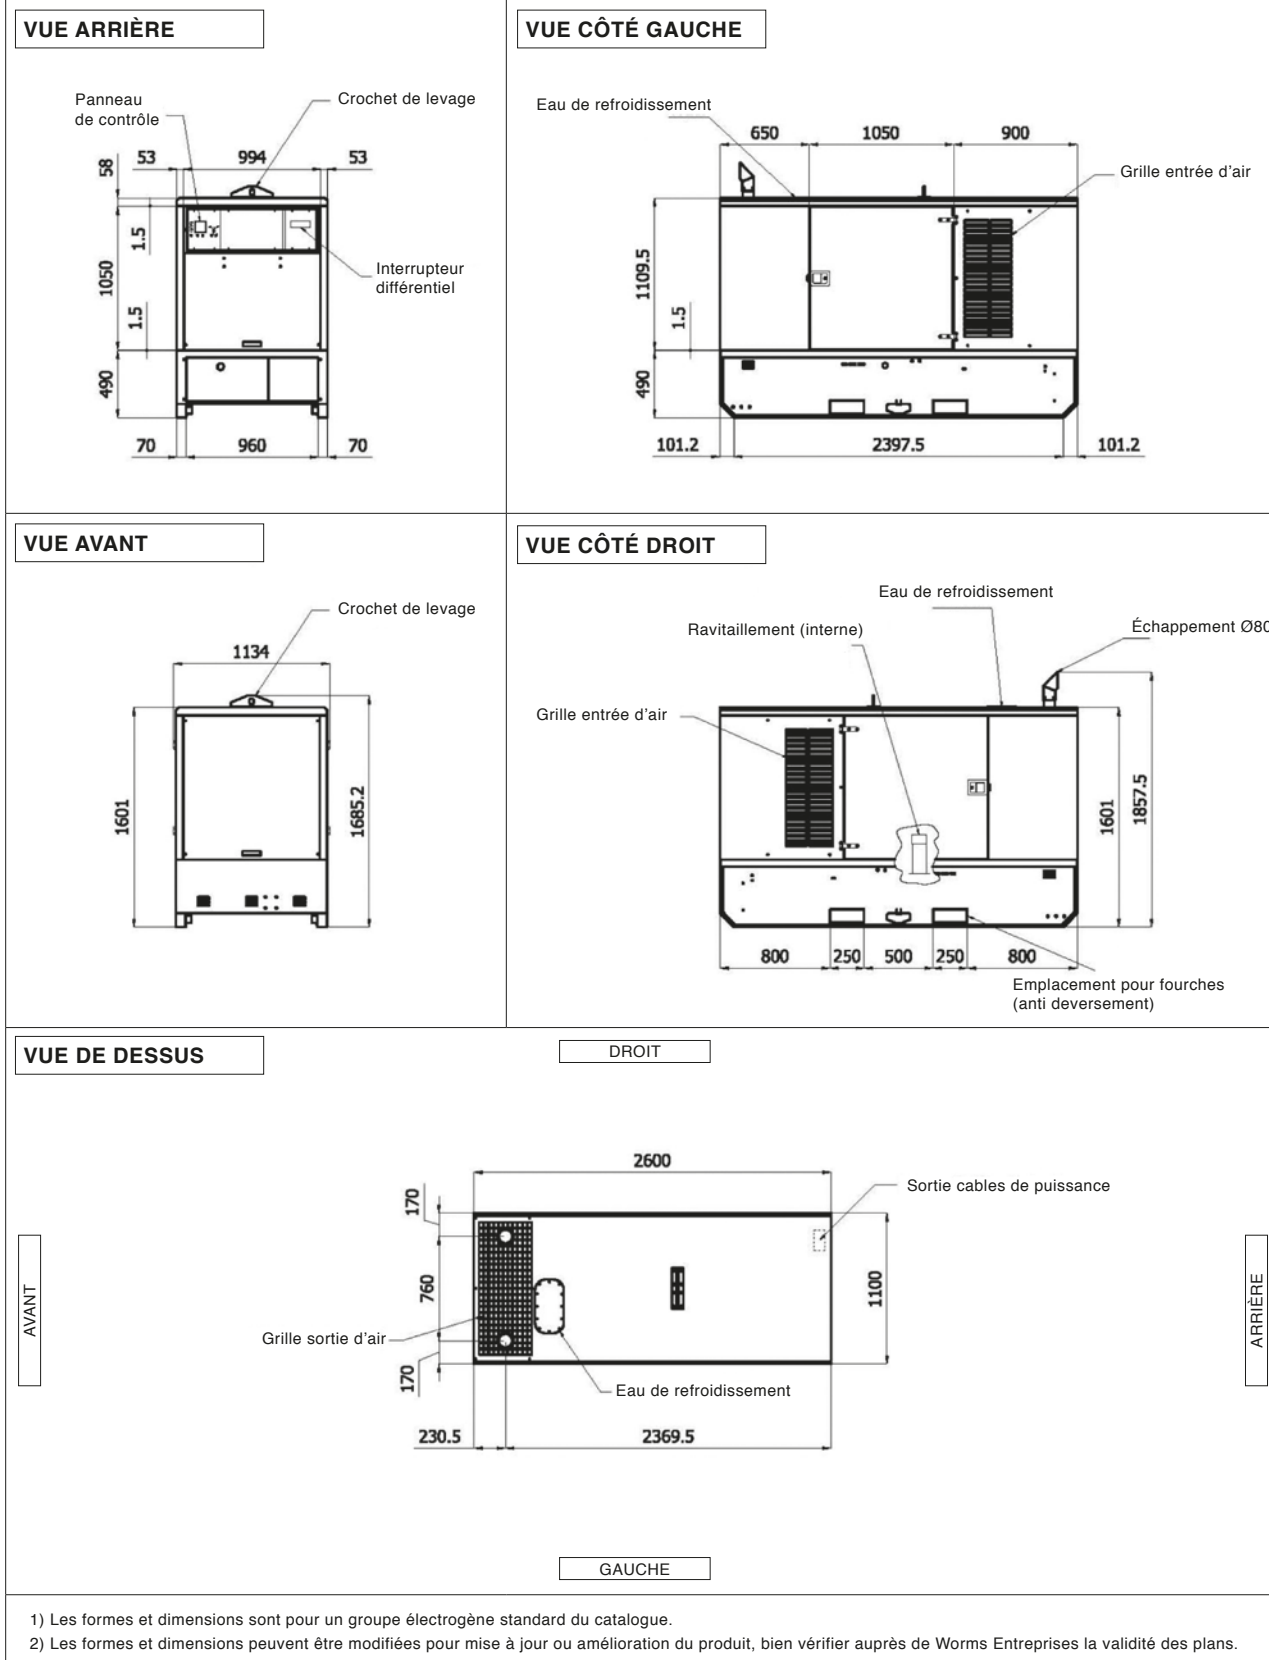 VUE ARRIÈRE
Panneau
de contrôle
Crochet de levage
53
994
53
58
1.5
1050
1.5
490
Interrupteur
différentiel
70
960
70
VUE CÔTÉ GAUCHE
Eau de refroidissement
650
1050
900
Grille entrée d'air
1109.5
1.5
490
101.2
2397.5
101.2
VUE AVANT
Crochet de levage
1134
1601
1685.2
VUE CÔTÉ DROIT
Eau de refroidissement
Ravitaillement (interne)
Échappement Ø80
Grille entrée d'air
1601
1857.5
800
250
500
250
800
Emplacement pour fourches
(anti deversement)
VUE DE DESSUS
DROIT
2600
170
Sortie cables de puissance
760
1100
AVANT
ARRIÈRE
Grille sortie d'air
170
Eau de refroidissement
230.5
2369.5
GAUCHE
1) Les formes et dimensions sont pour un groupe électrogène standard du catalogue.
2) Les formes et dimensions peuvent être modifiées pour mise à jour ou amélioration du produit, bien vérifier auprès de Worms Entreprises la validité des plans.